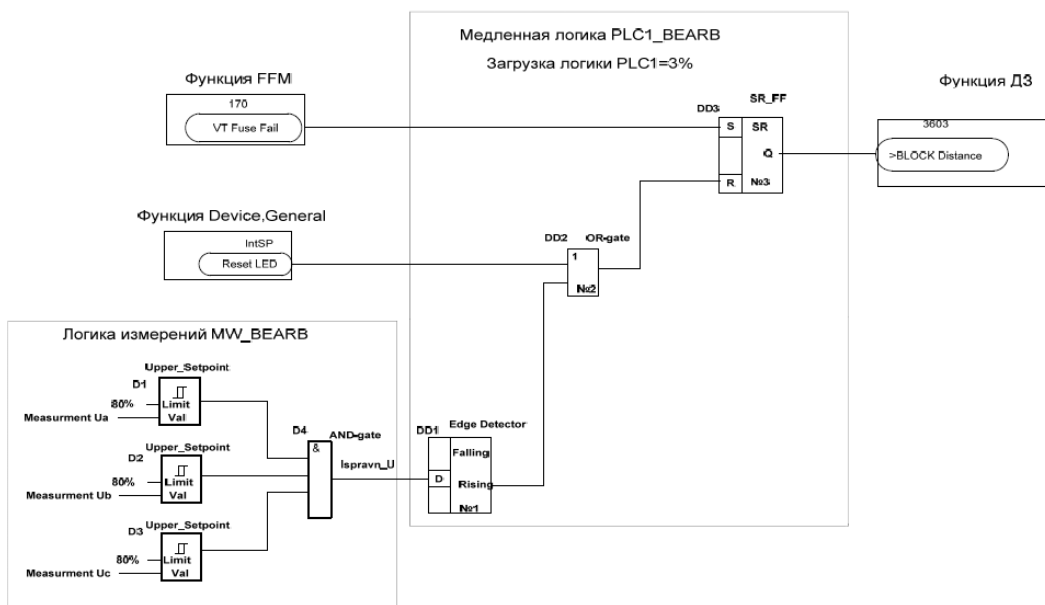 Медленная логика PLC1_BEARB
Загрузка логики PLC1=3%
Функция FFM
170
VT Fuse Fail
SR_FF
DD3
S
SR
Q
R
№3
Функция ДЗ
3603
>BLOCK Distance
Функция Device,General
IntSP
Reset LED
DD2
OR-gate
1
№2
Логика измерений MW_BEARB
Upper_Setpoint
D1
80%
Limit
Measurment Ua
Val
Upper_Setpoint
D2
80%
Limit
Measurment Ub
Val
Upper_Setpoint
D3
80%
Limit
Measurment Uc
Val
D4
AND-gate
&
Ispravn_U
DD1
Edge Detector
Falling
D
Rising
№1